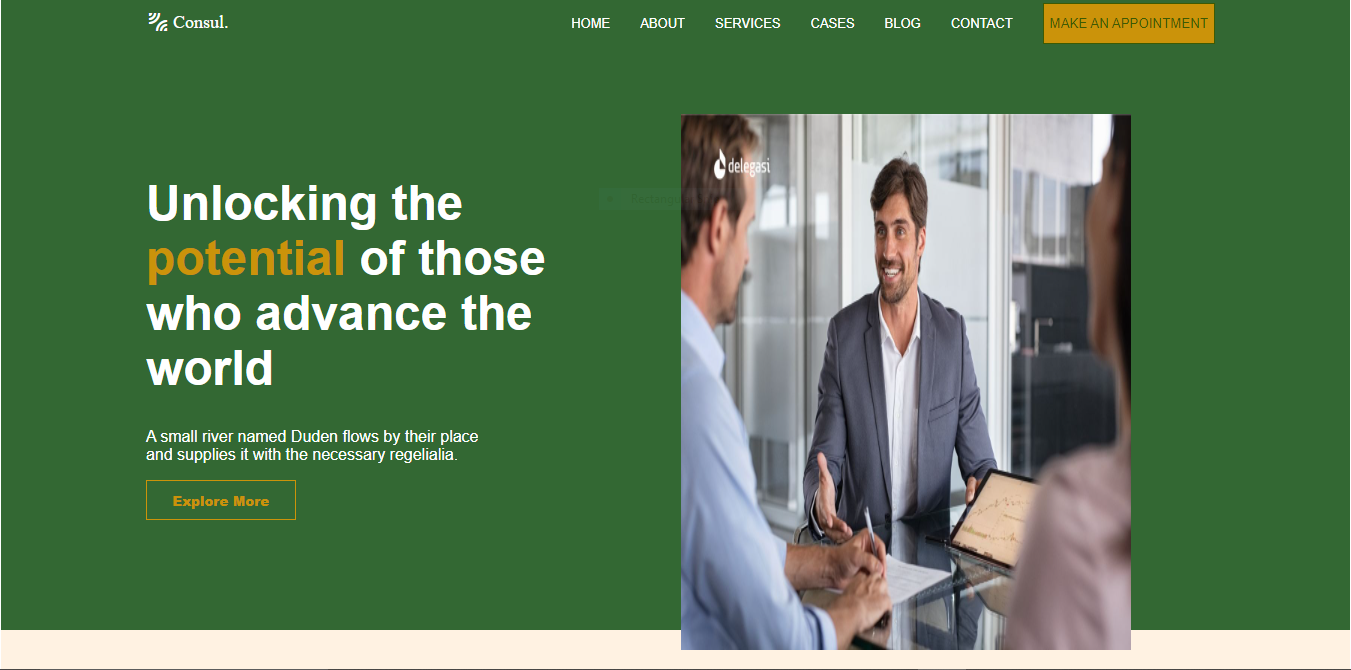 Consul.
HOME ABOUT SERVICES CASES BLOG CONTACT MAKE AN APPOINTMENT
delegasi
Unlocking the
potential of those
who advance the
world
A small river named Duden flows by their place
and supplies it with the necessary regelialia.
Explore More